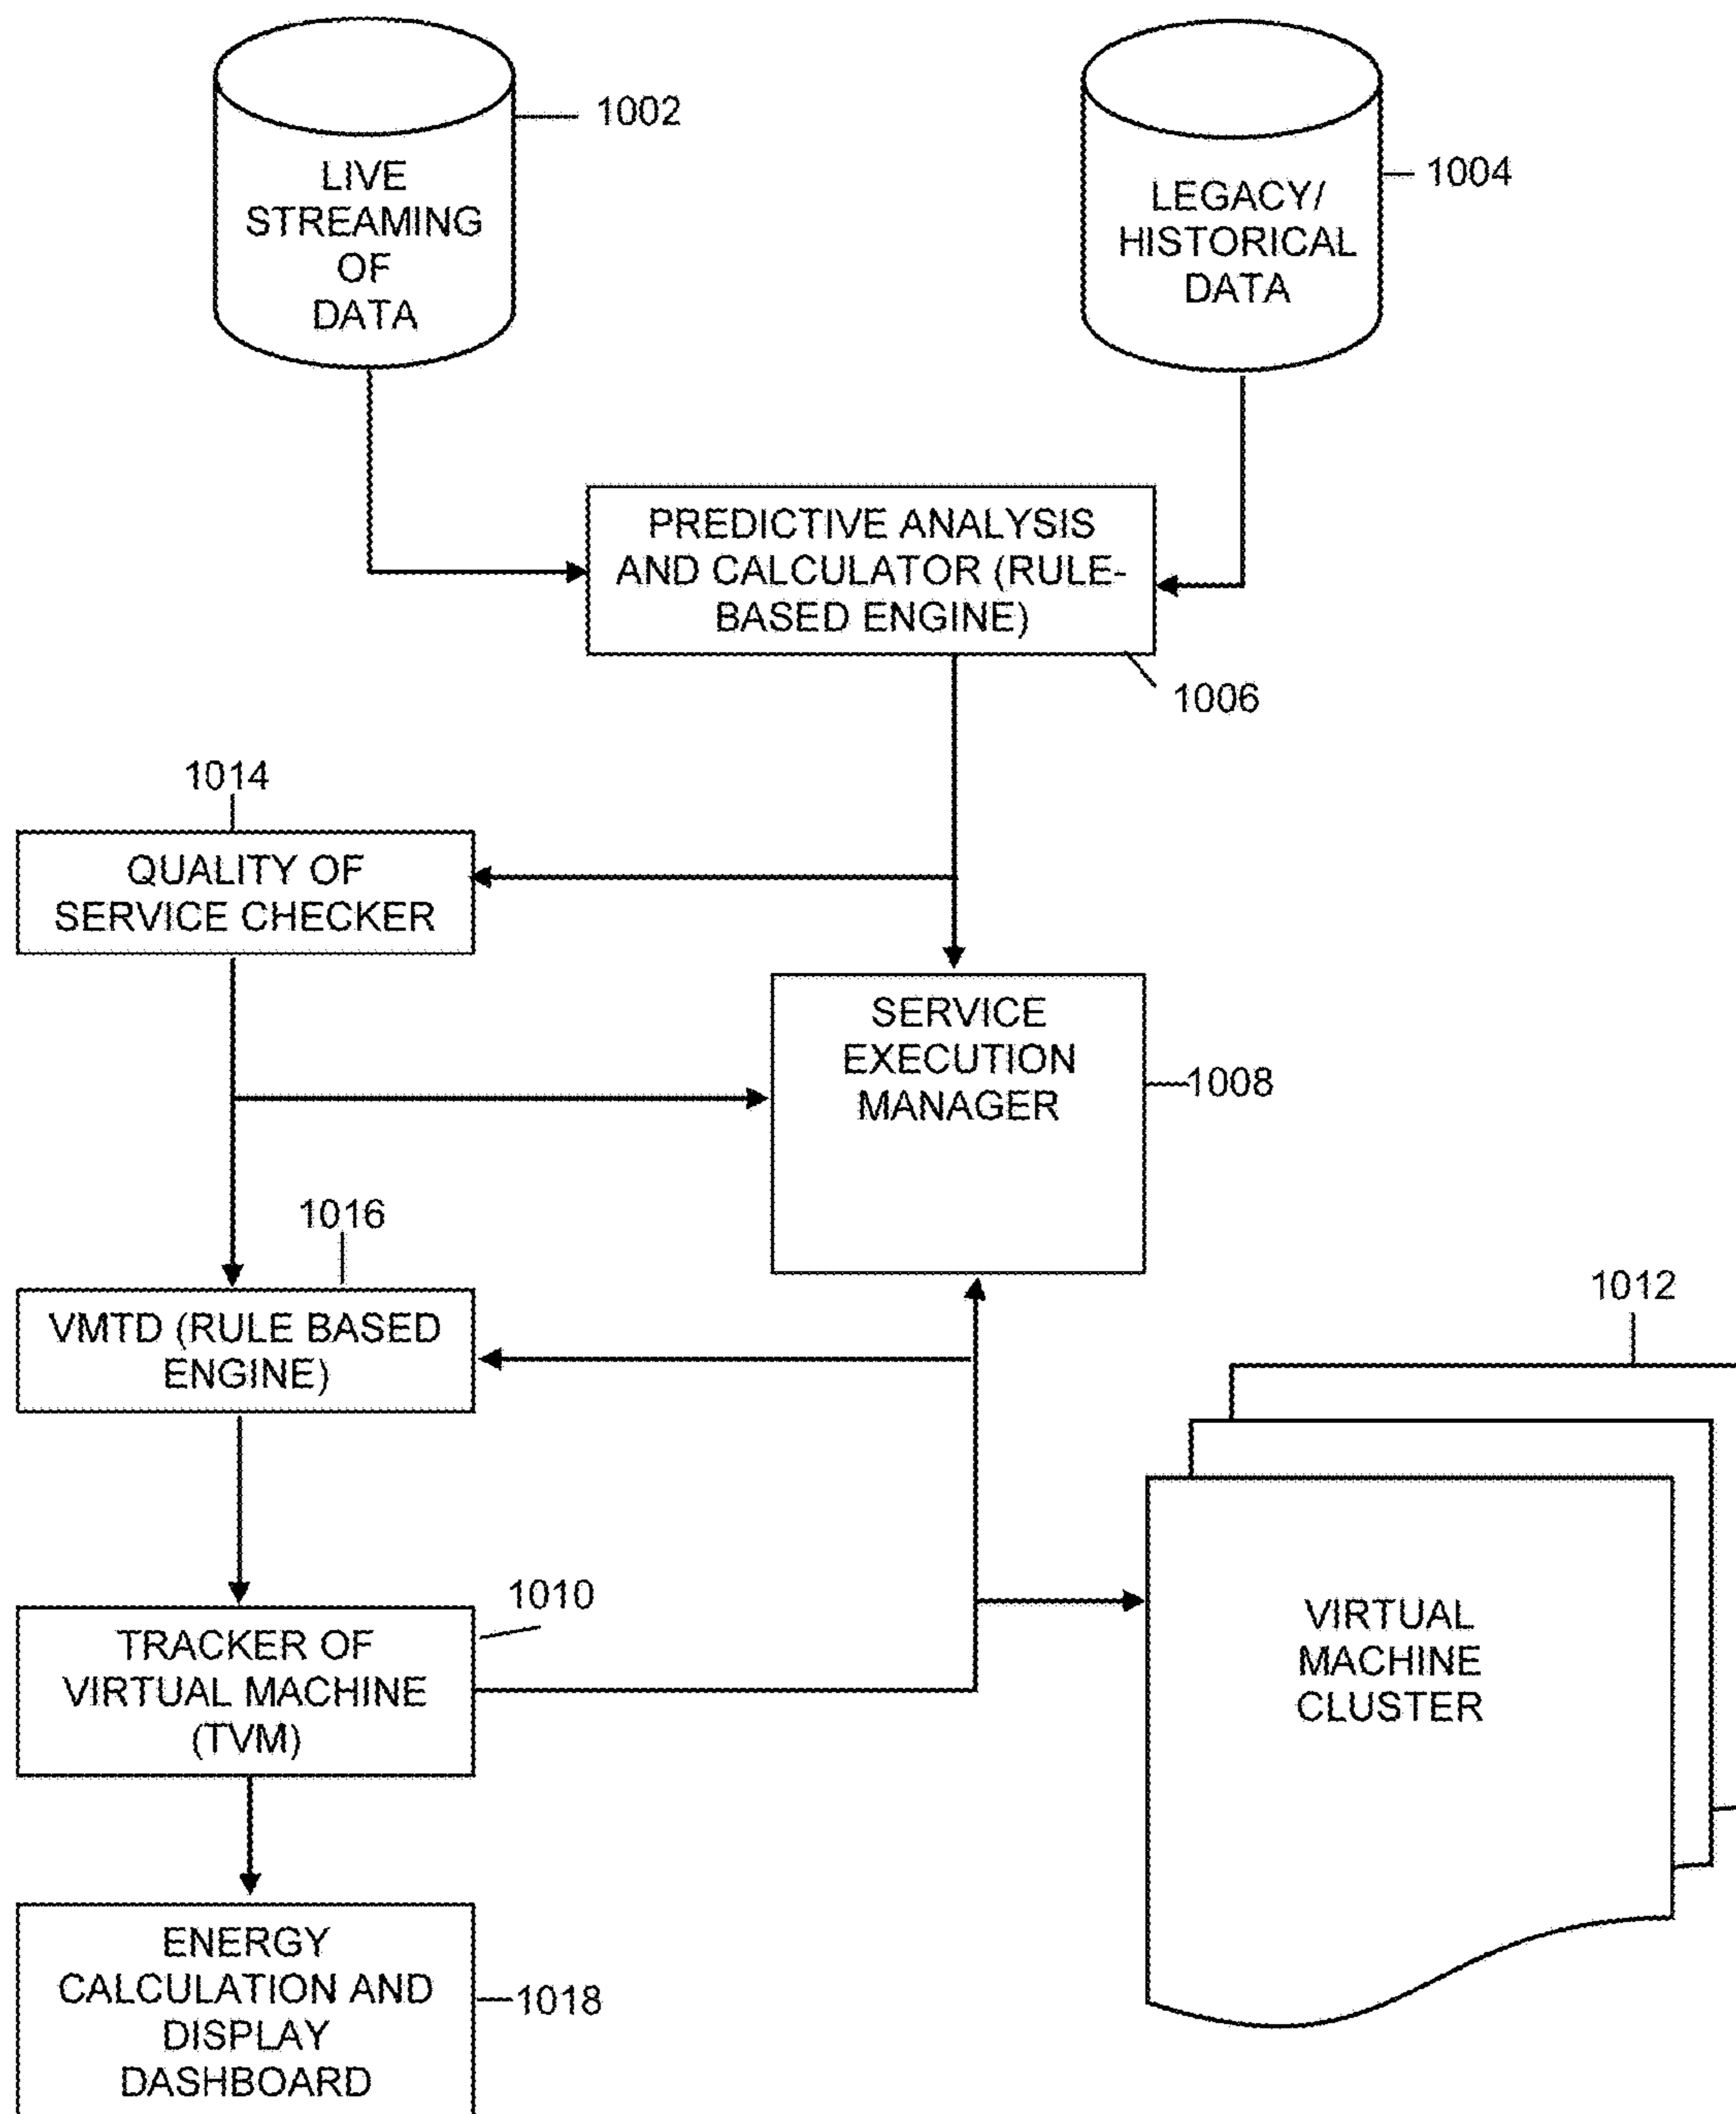 1002
LIVE
STREAMING
OF
DATA
1004
LEGACY/
HISTORICAL
DATA
PREDICTIVE ANALYSIS
AND CALCULATOR (RULE-
BASED ENGINE)
1006
1014
QUALITY OF
SERVICE CHECKER
SERVICE
EXECUTION
MANAGER
1008
1016
VMTD (RULE BASED
ENGINE)
1012
1010
TRACKER OF
VIRTUAL MACHINE
(TVM)
VIRTUAL
MACHINE
CLUSTER
ENERGY
CALCULATION AND
DISPLAY
DASHBOARD
1018